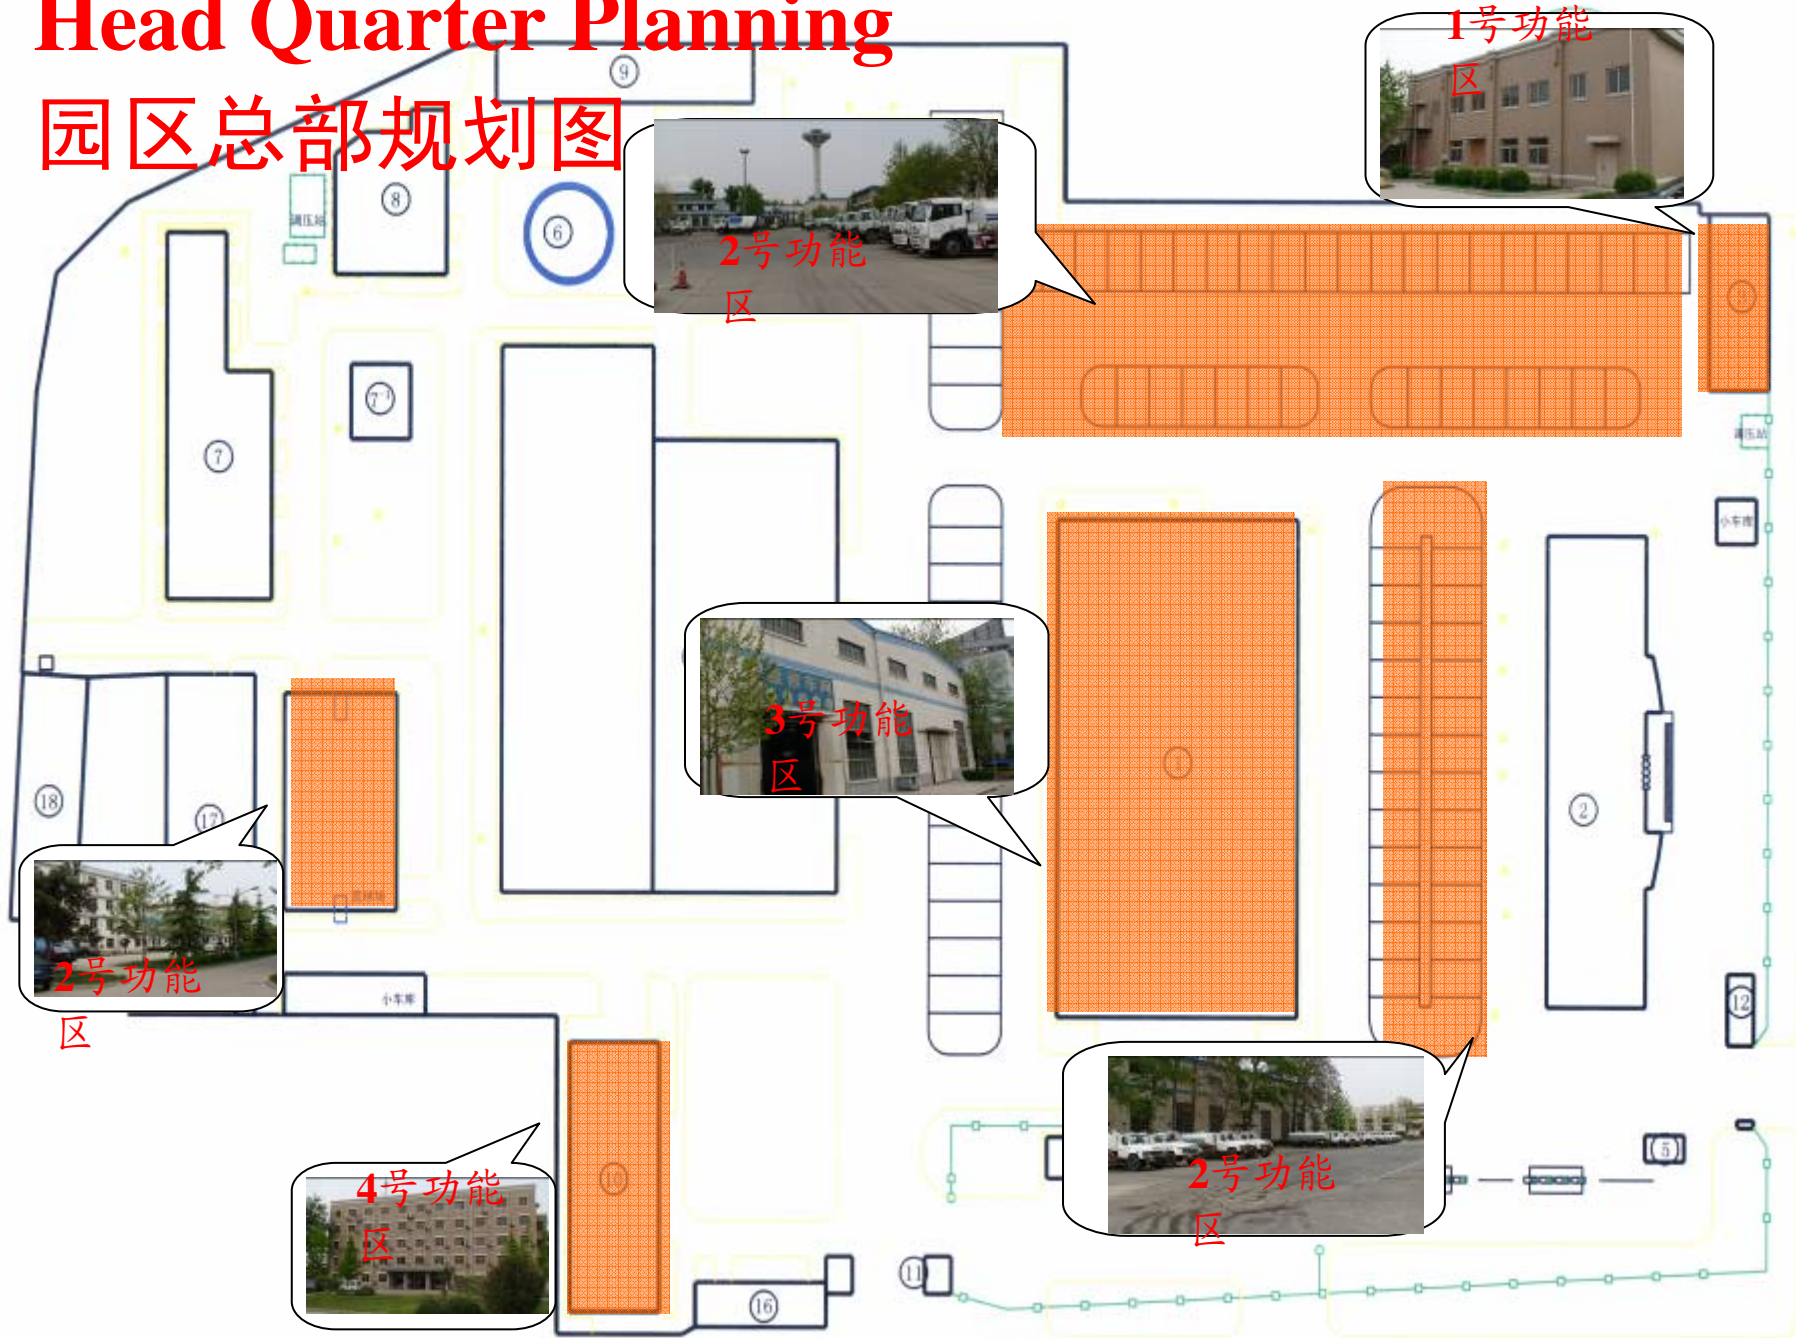 Head Quarter Planning
园区总部规划图
1号功能
区
9
8
调压站
6
2号功能
区
7
7-1
调压站
小车库
3号功能
区
1
2
18
17
2号功能
区
小车库
12
4号功能
区
2号功能
区
5
11
16